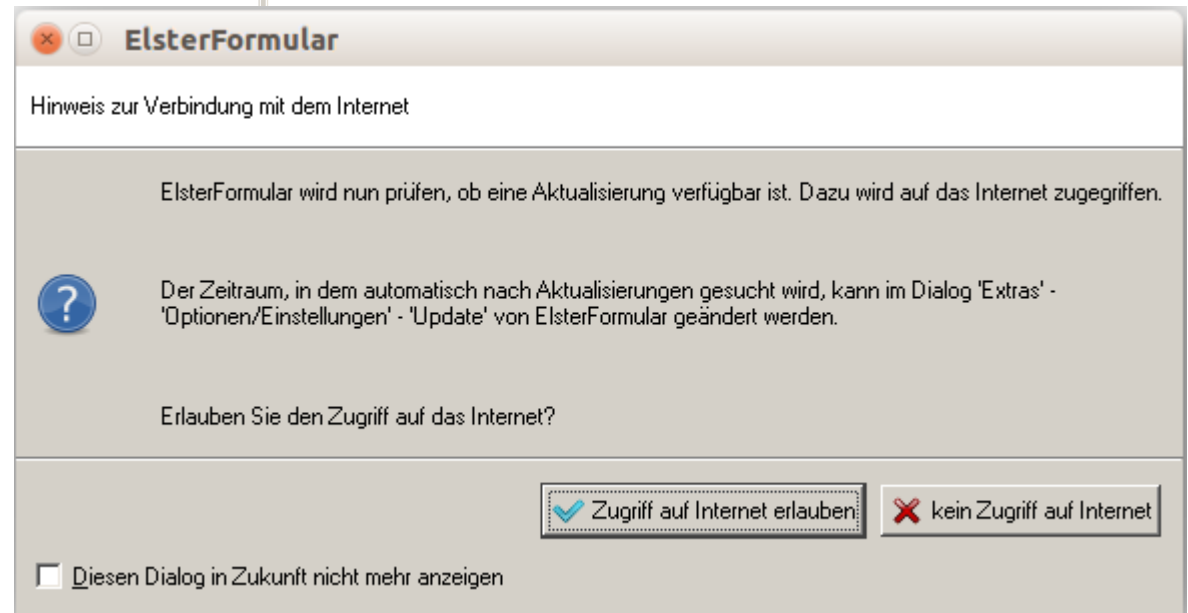 ElsterFormular
Hinweis zur Verbindung mit dem Internet
ElsterFormular wird nun prüfen, ob eine Aktualisierung verfügbar ist. Dazu wird auf das Internet zugegriffen.
Der Zeitraum, in dem automatisch nach Aktualisierungen gesucht wird, kann im Dialog 'Extras' -
'Optionen/Einstellungen' - 'Update' von ElsterFormular geändert werden.
Erlauben Sie den Zugriff auf das Internet?
Zugriff auf Internet erlauben
kein Zugriff auf Internet
Diesen Dialog in Zukunft nicht mehr anzeigen